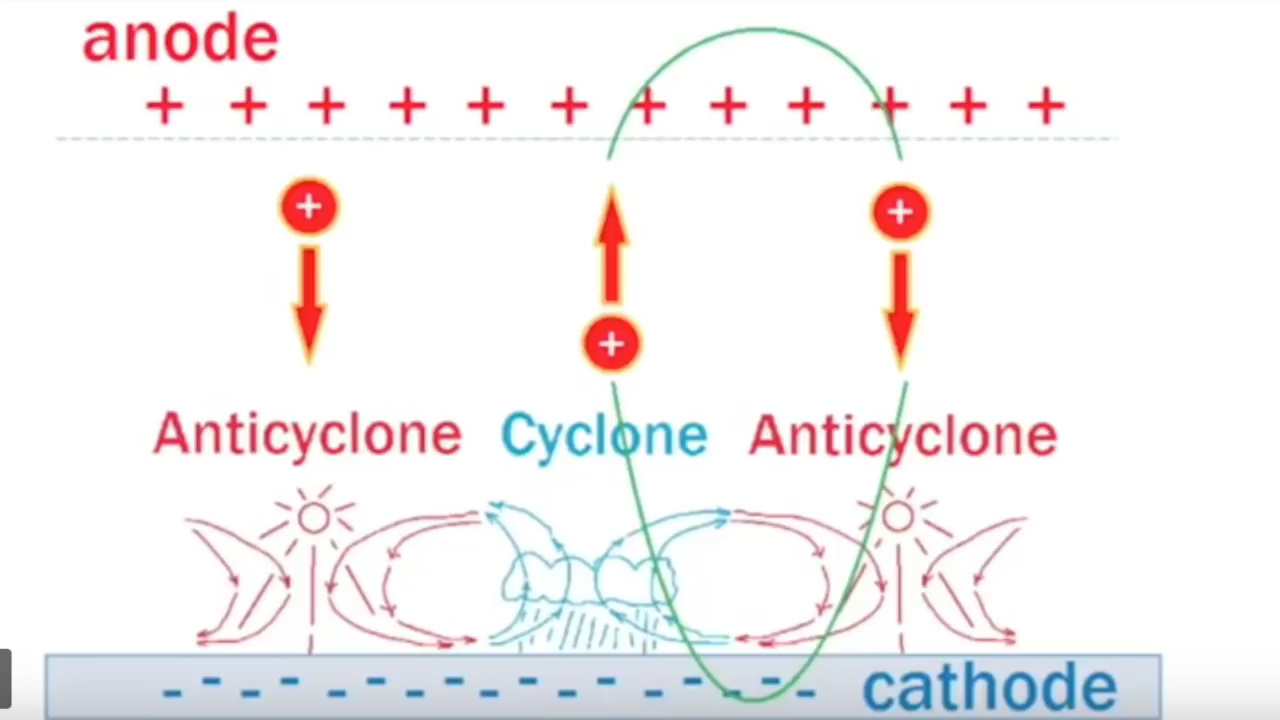 anode
+ + + + + + + + + + + +
+ +
+
Anticyclone Cyclone Anticyclone
- - - - - - - - - - - - - - - - - cathode